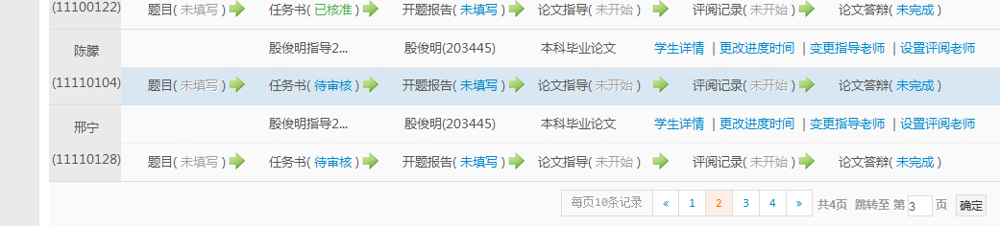 (11100122) 题目( 未填写 ) 任务书( 已核准 ) 开题报告( 未填写 ) 论文指导( 未开始 ) 评阅记录( 未开始 ) 论文答辩( 未完成 )
陈朦 殷俊明指导2... 殷俊明(203445) 本科毕业论文 学生详情 | 更改进度时间 | 变更指导老师 | 设置评阅老师
(11110104) 题目( 未填写 ) 任务书( 待审核 ) 开题报告( 未填写 ) 论文指导( 未开始 ) 评阅记录( 未开始 ) 论文答辩( 未完成 )
邢宁 殷俊明指导2... 殷俊明(203445) 本科毕业论文 学生详情 | 更改进度时间 | 变更指导老师 | 设置评阅老师
(11110128) 题目( 未填写 ) 任务书( 待审核 ) 开题报告( 未填写 ) 论文指导( 未开始 ) 评阅记录( 未开始 ) 论文答辩( 未完成 )
每页10条记录 « 1 2 3 4 » 共4页 跳转至 第 3 页 确定